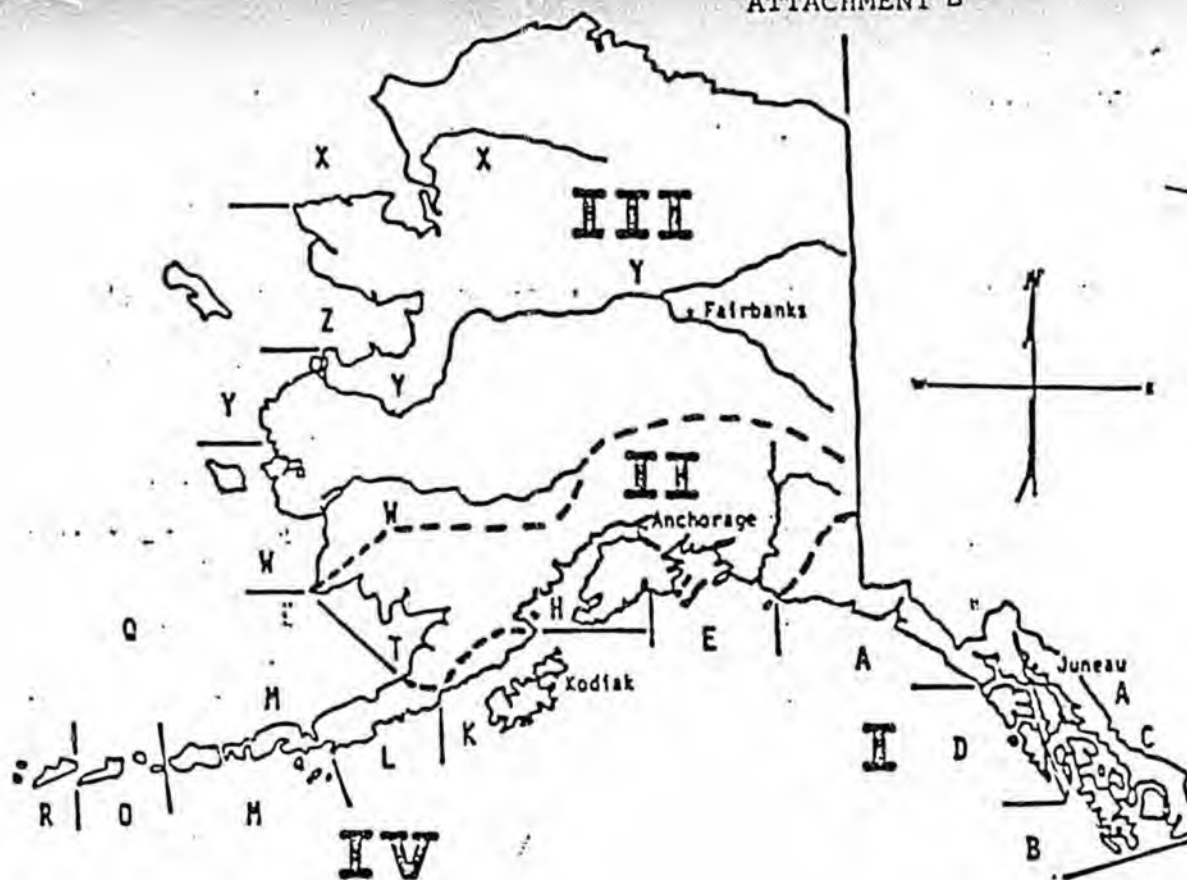 ATTACHMENT
X X
III
Y
Fairbanks
Z
Y
Y
W E
II
W
Anchorage
W
Q
H
E
T
A
Juneau
Kodiak
A
M
K
I
D
C
L
R O M
B
IV